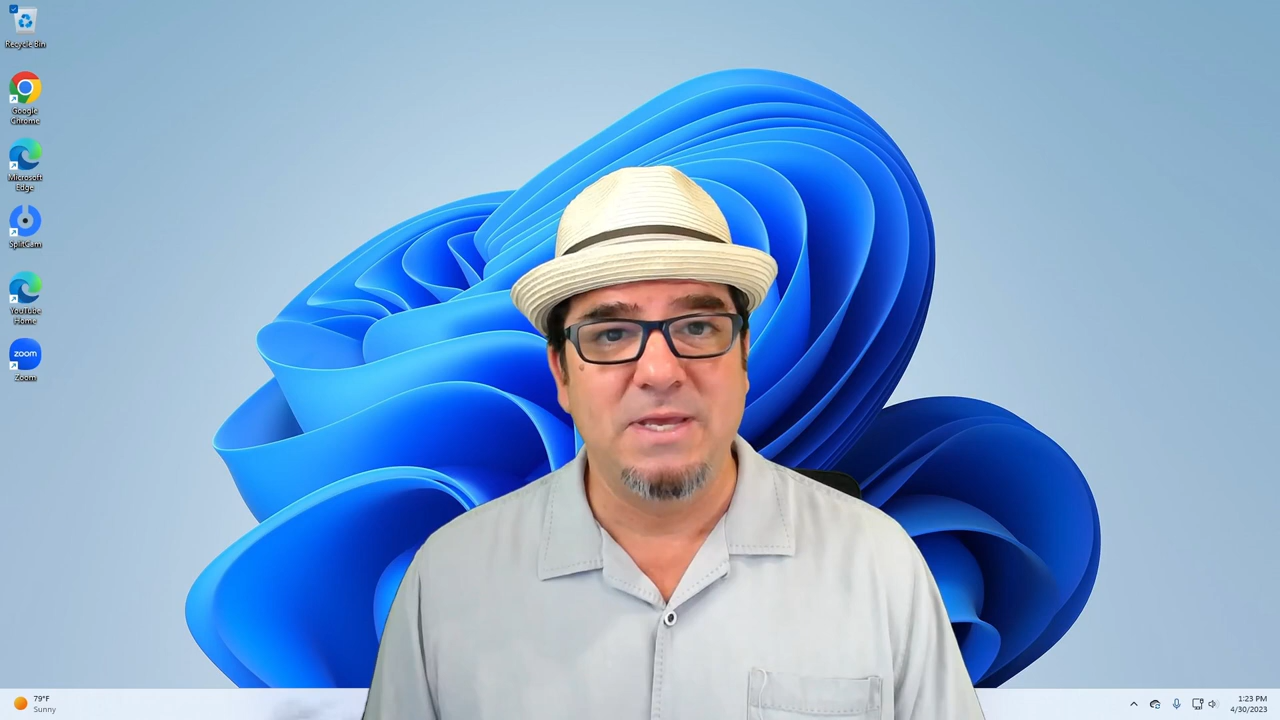 Recycle Bin
Google
Chrome
Microsoft
Edge
SplitCam
YouTube
Home
zoom
Zoom
79°F
Sunny
1:23 PM
4/30/2023